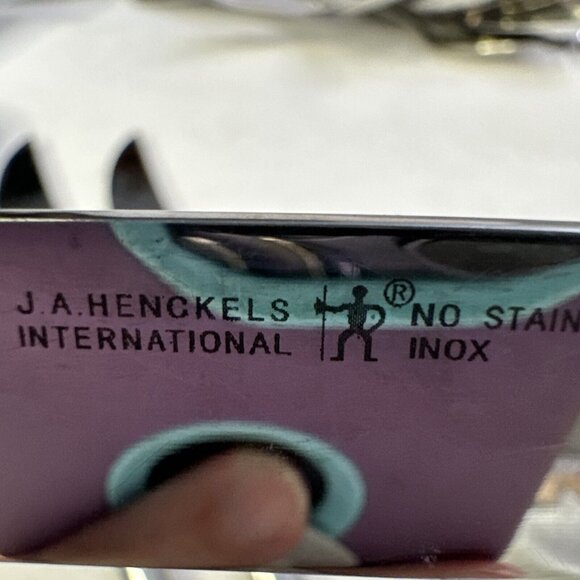 J.A.HENCKELS
INTERNATIONAL
®
NO STAIN
INOX